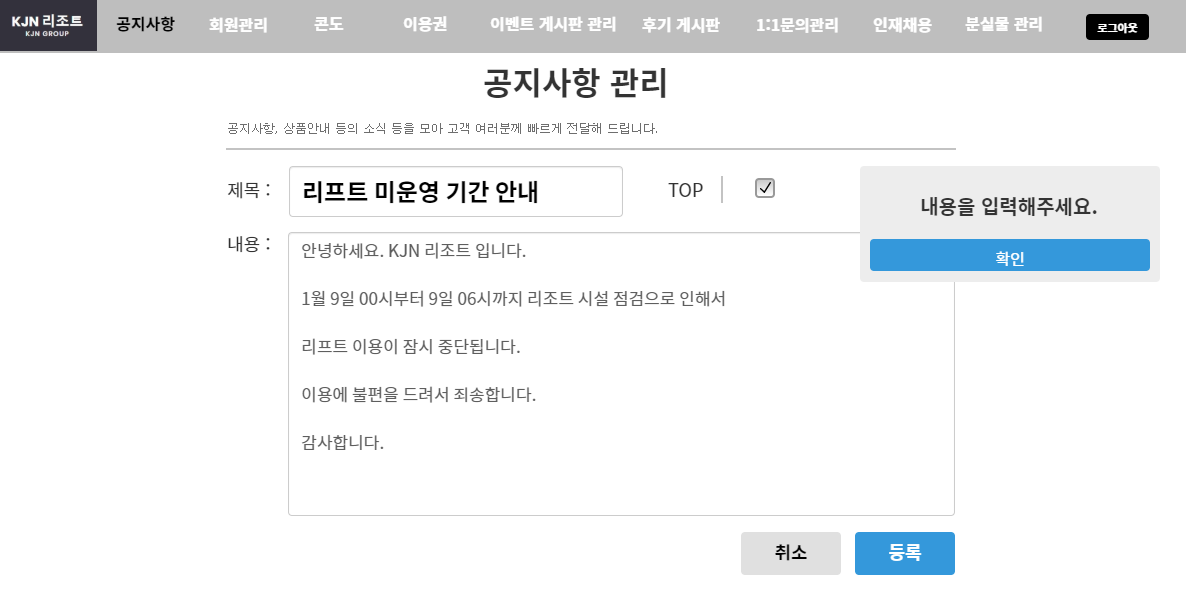 KJN 리조트
KJN GROUP
공지사항 회원관리 콘도 이용권 이벤트 게시판 관리 후기 게시판 1:1문의관리 인재채용 분실물 관리 로그아웃
공지사항 관리
공지사항, 상품안내 등의 소식 등을 모아 고객 여러분께 빠르게 전달해 드립니다.
제목 : 리프트 미운영 기간 안내 TOP
내용을 입력해주세요.
확인
내용 : 안녕하세요. KJN 리조트 입니다.
1월 9일 00시부터 9일 06시까지 리조트 시설 점검으로 인해서
리프트 이용이 잠시 중단됩니다.
이용에 불편을 드려서 죄송합니다.
감사합니다.
취소 등록